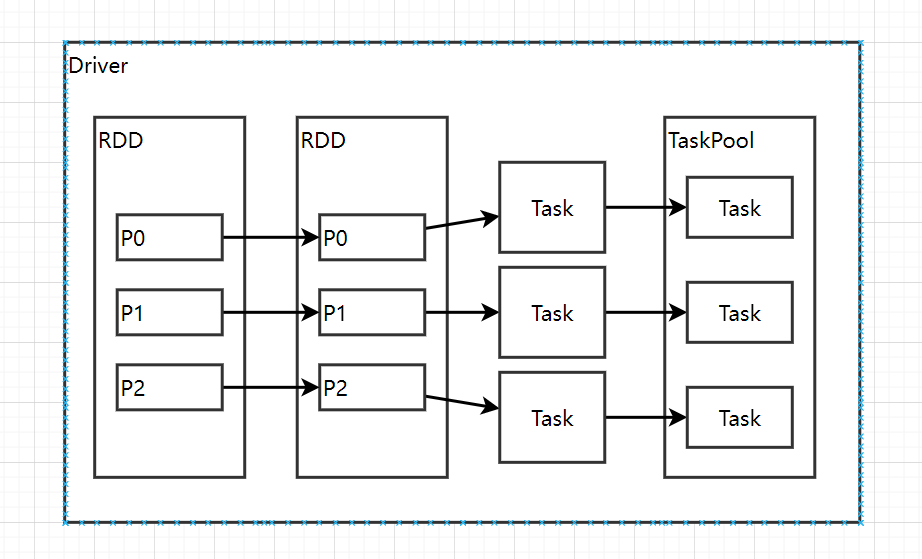 Driver
RDD
RDD
TaskPool
P0
P0
Task
Task
P1
P1
Task
Task
P2
P2
Task
Task